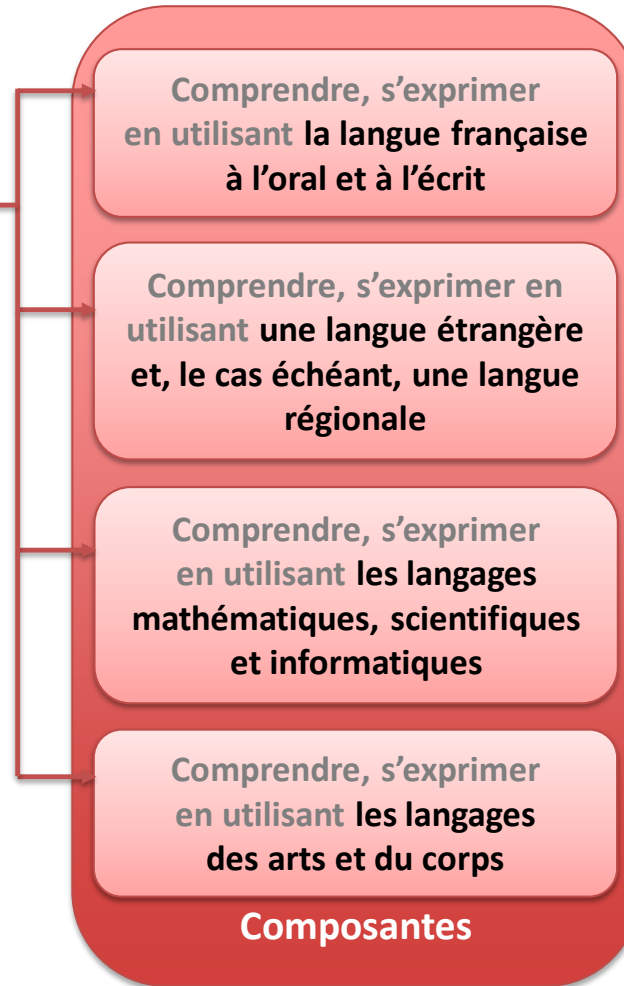 Comprendre, s’exprimer
en utilisant la langue française
à l’oral et à l’écrit
Comprendre, s’exprimer en
utilisant une langue étrangère
et, le cas échéant, une langue
régionale
Comprendre, s’exprimer
en utilisant les langages
mathématiques, scientifiques
et informatiques
Comprendre, s’exprimer
en utilisant les langages
des arts et du corps
Composantes